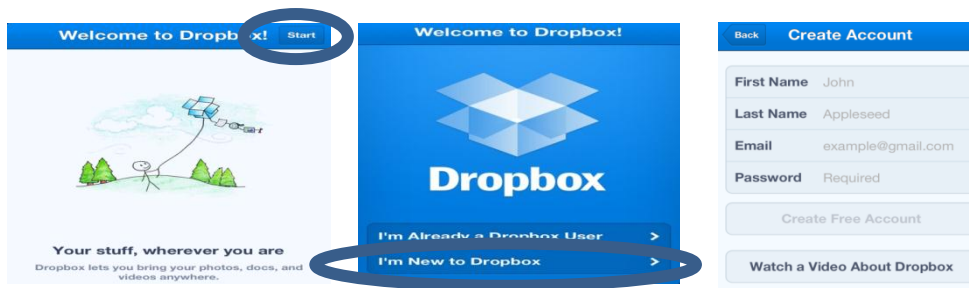 Welcome to Dropbox! Start
Your stuff, wherever you are
Dropbox lets you bring your photos, docs, and
videos anywhere.
Welcome to Dropbox!
Dropbox
I'm Already a Dropbox User >
I'm New to Dropbox >
Back Create Account
First Name John
Last Name Appleseed
Email example@gmail.com
Password Required
Create Free Account
Watch a Video About Dropbox